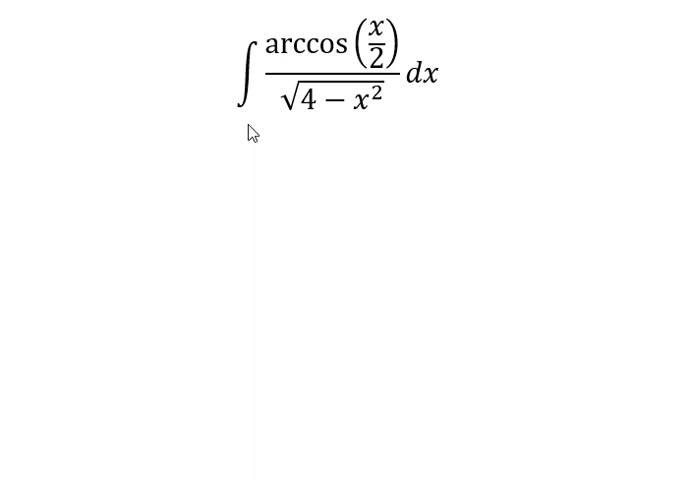 ∫ arccos(x/2) / √(4 − x²) dx